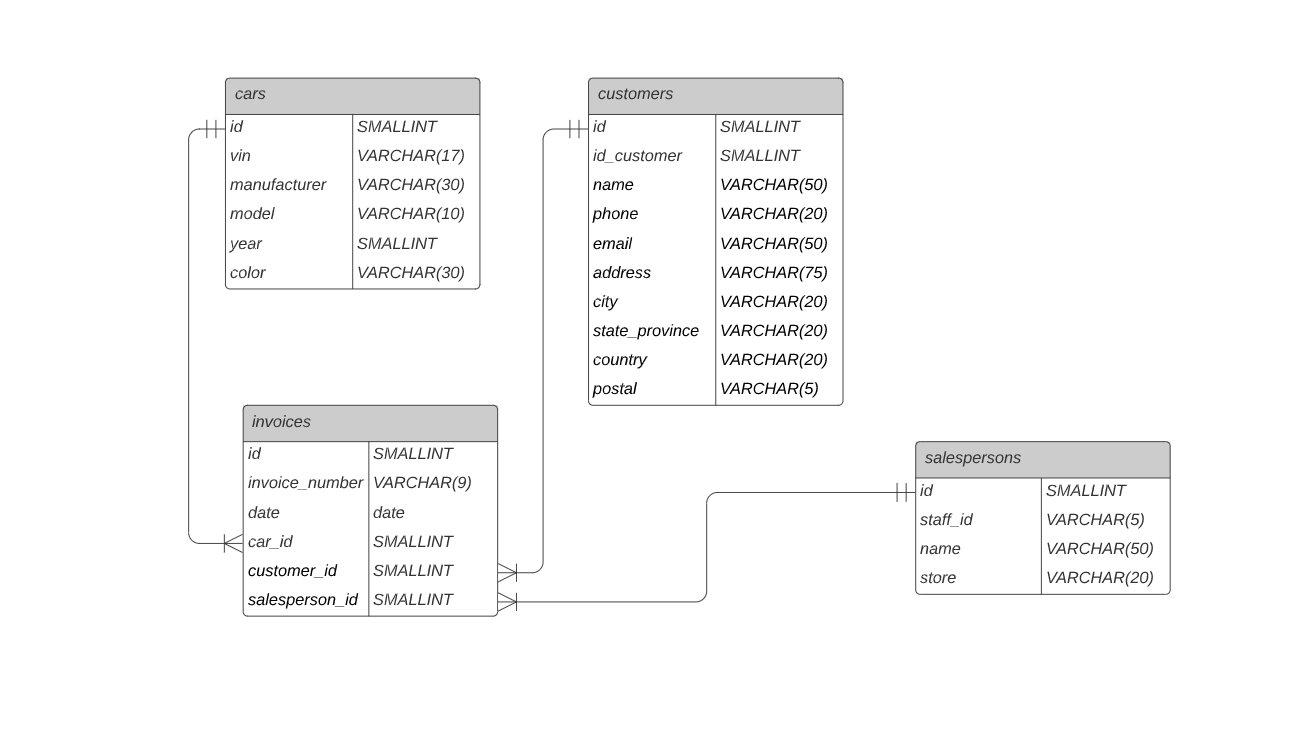 cars
id SMALLINT
vin VARCHAR(17)
manufacturer VARCHAR(30)
model VARCHAR(10)
year SMALLINT
color VARCHAR(30)
customers
id SMALLINT
id_customer SMALLINT
name VARCHAR(50)
phone VARCHAR(20)
email VARCHAR(50)
address VARCHAR(75)
city VARCHAR(20)
state_province VARCHAR(20)
country VARCHAR(20)
postal VARCHAR(5)
invoices
id SMALLINT
invoice_number VARCHAR(9)
date date
car_id SMALLINT
customer_id SMALLINT
salesperson_id SMALLINT
salespersons
id SMALLINT
staff_id VARCHAR(5)
name VARCHAR(50)
store VARCHAR(20)